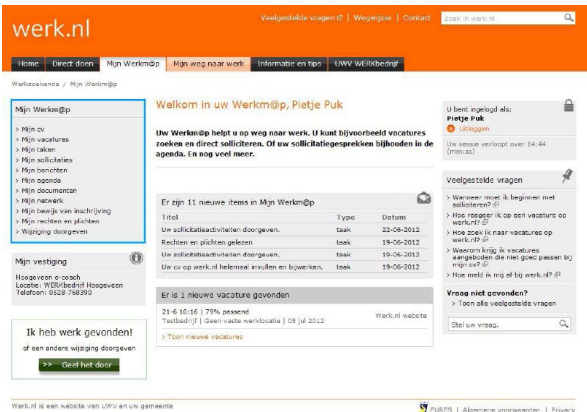 werk.nl
Veelgestelde vragen | Wegwijzer | Contact
Zoek in werk.nl
Home
Direct doen
Mijn Werkm@p
Mijn weg naar werk
Informatie en tips
UWV WERKbedrijf
Werkzoekende / Mijn Werkm@p
Mijn Werkm@p
> Mijn cv
> Mijn vacatures
> Mijn taken
> Mijn sollicitaties
> Mijn berichten
> Mijn agenda
> Mijn documenten
> Mijn netwerk
> Mijn bewijs van inschrijving
> Mijn rechten en plichten
> Wijziging doorgeven
Mijn vestiging
Hoogeveen e-coach
Locatie: WERKbedrijf Hoogeveen
Telefoon: 0528-768390
Ik heb werk gevonden!
of een andere wijziging doorgeven
>> Geef het door
Welkom in uw Werkm@p, Pietje Puk
Uw Werkm@p helpt u op weg naar werk. U kunt bijvoorbeeld vacatures
zoeken en direct solliciteren. Of uw sollicitatiegesprekken bijhouden in de
agenda. En nog veel meer.
Er zijn 11 nieuwe items in Mijn Werkm@p
Titel Type Datum
Uw sollicitatieactiviteiten doorgeven. taak 22-06-2012
Rechten en plichten gelezen taak 19-06-2012
Uw sollicitatieactiviteiten doorgeven. taak 19-06-2012
Uw cv op werk.nl helemaal invullen en bijwerken. taak 19-06-2012
Er is 1 nieuwe vacature gevonden
21-6 10:16 | 79% passend
Testbedrijf | Geen vaste werklocatie | 05 jul 2012
Werk.nl website
> Toon nieuwe vacatures
U bent ingelogd als:
Pietje Puk
Uitloggen
Uw sessie verloopt over 14:44
(mm:ss)
Veelgestelde vragen
> Wanneer moet ik beginnen met
solliciteren?
> Hoe reageer ik op een vacature op
werk.nl?
> Hoe zoek ik naar vacatures op
werk.nl?
> Waarom krijg ik vacatures
aangeboden die niet goed passen bij
mijn cv?
> Hoe meld ik mij af bij werk.nl?
Vraag niet gevonden?
> Toon alle veelgestelde vragen
Stel uw vraag.
Werk.nl is een website van UWV en uw gemeente
EURES | Algemene voorwaarden | Privacy